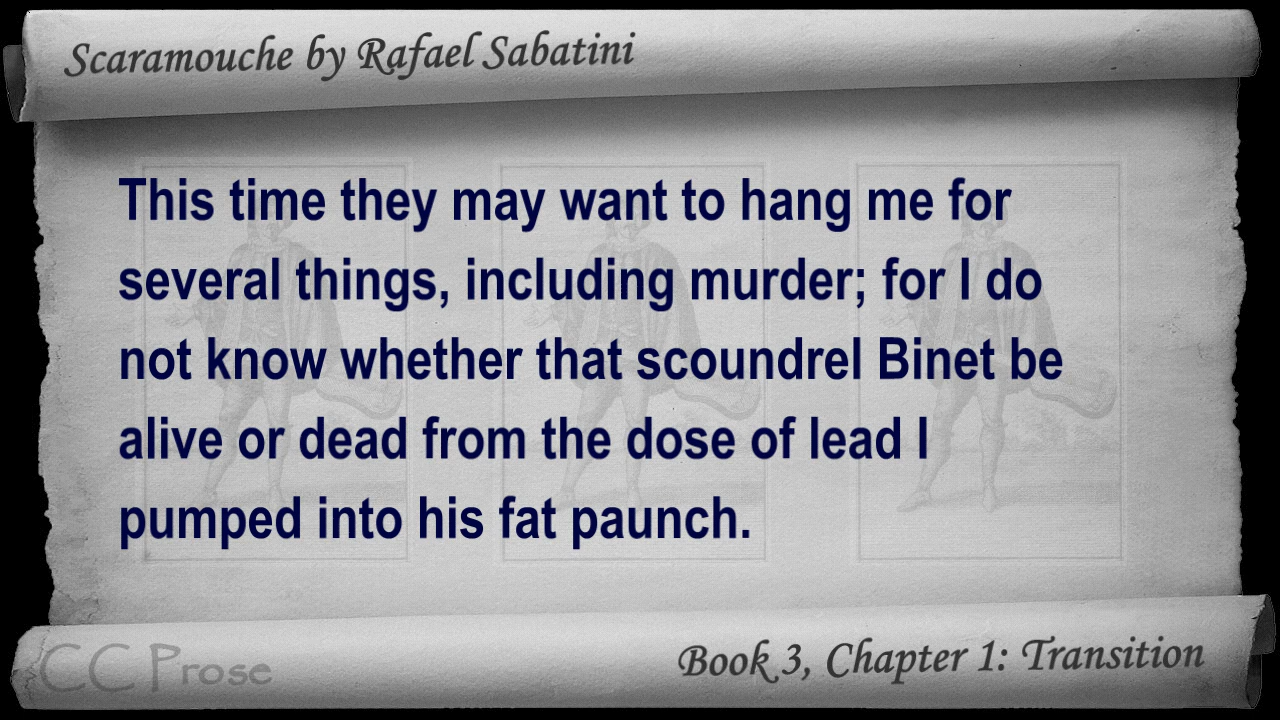 Scaramouche by Rafael Sabatini
This time they may want to hang me for
several things, including murder; for I do
not know whether that scoundrel Binet be
alive or dead from the dose of lead I
pumped into his fat paunch.
CC Prose
Book 3, Chapter 1: Transition